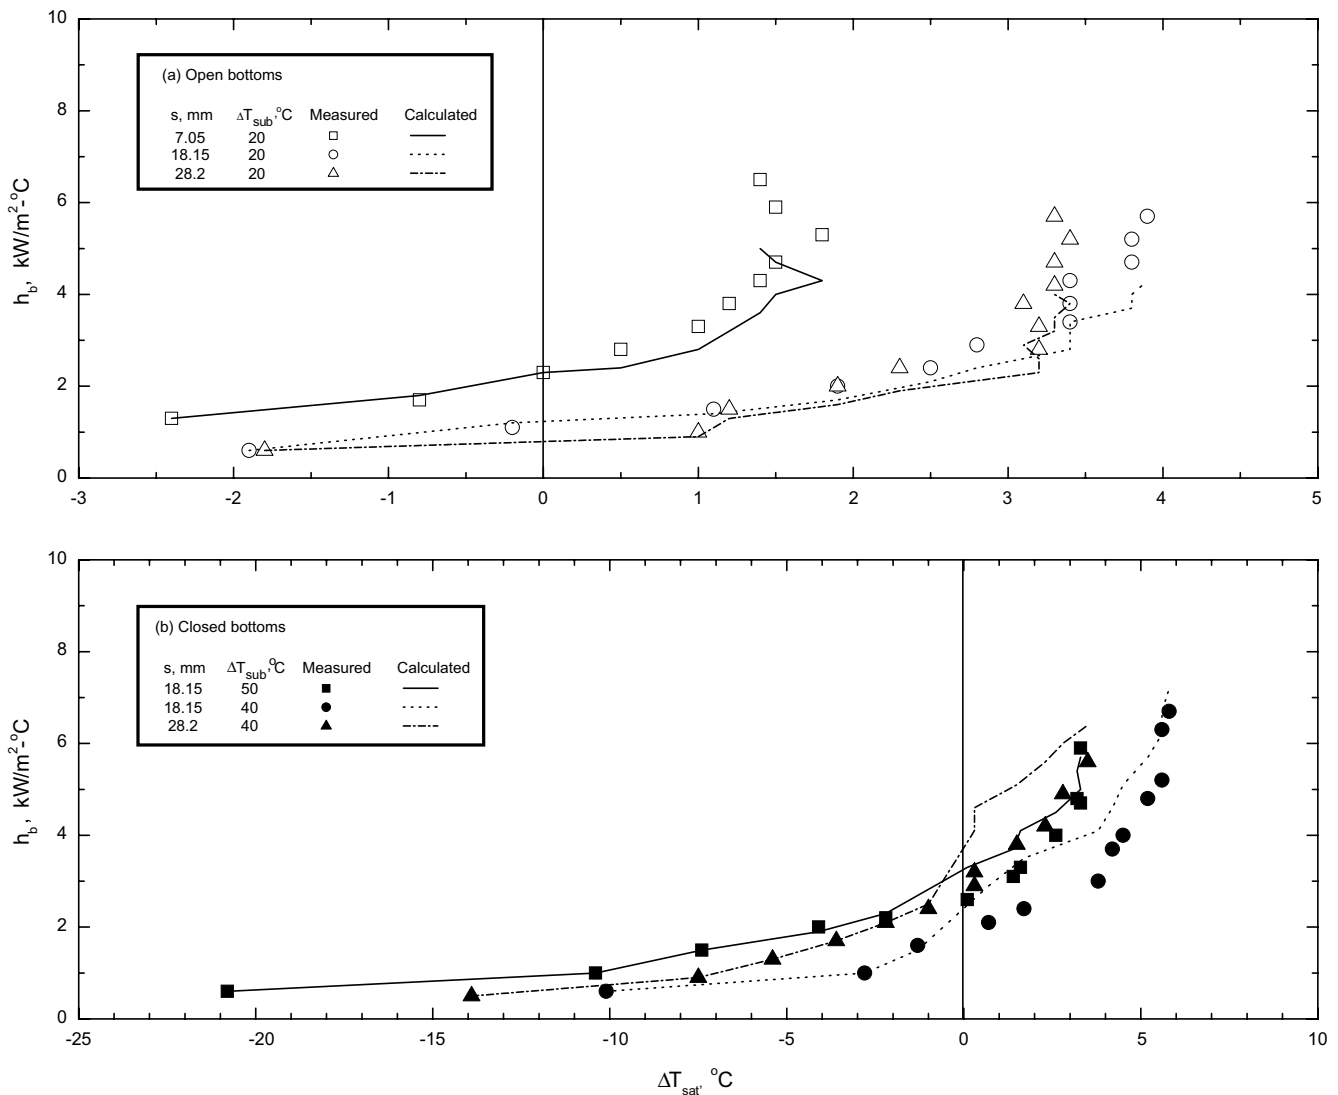 10
8
6
4
2
0
h_b, kW/m²-°C
(a) Open bottoms
s, mm ΔT_sub, °C Measured Calculated
7.05 20
18.15 20
28.2 20
-3 -2 -1 0 1 2 3 4 5
10
8
6
4
2
0
h_b, kW/m²-°C
(b) Closed bottoms
s, mm ΔT_sub, °C Measured Calculated
18.15 50
18.15 40
28.2 40
-25 -20 -15 -10 -5 0 5 10
ΔT_sat, °C